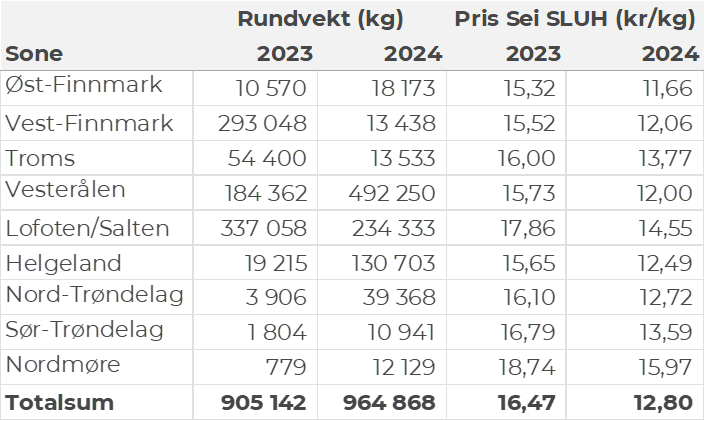 Rundvekt (kg) Pris Sei SLUH (kr/kg)
Sone 2023 2024 2023 2024
Øst-Finnmark 10 570 18 173 15,32 11,66
Vest-Finnmark 293 048 13 438 15,52 12,06
Troms 54 400 13 533 16,00 13,77
Vesterålen 184 362 492 250 15,73 12,00
Lofoten/Salten 337 058 234 333 17,86 14,55
Helgeland 19 215 130 703 15,65 12,49
Nord-Trøndelag 3 906 39 368 16,10 12,72
Sør-Trøndelag 1 804 10 941 16,79 13,59
Nordmøre 779 12 129 18,74 15,97
Totalsum 905 142 964 868 16,47 12,80